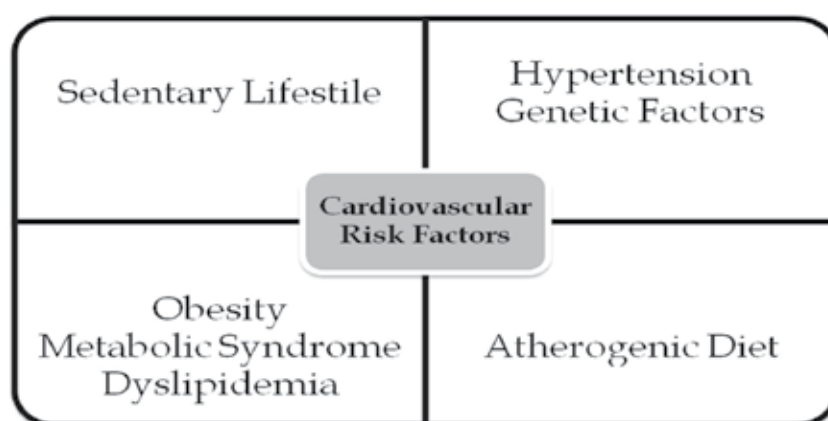 Sedentary Lifestile
Hypertension
Genetic Factors
Cardiovascular
Risk Factors
Obesity
Metabolic Syndrome
Dyslipidemia
Atherogenic Diet